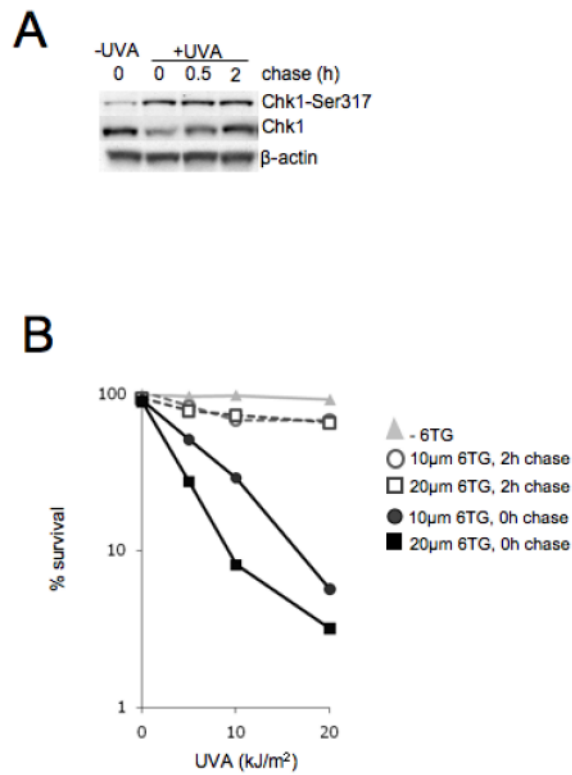 A
-UVA +UVA
0 0 0.5 2 chase (h)
Chk1-Ser317
Chk1
β-actin
B
100
10
1
% survival
0 10 20
UVA (kJ/m²)
- 6TG
10µm 6TG, 2h chase
20µm 6TG, 2h chase
10µm 6TG, 0h chase
20µm 6TG, 0h chase